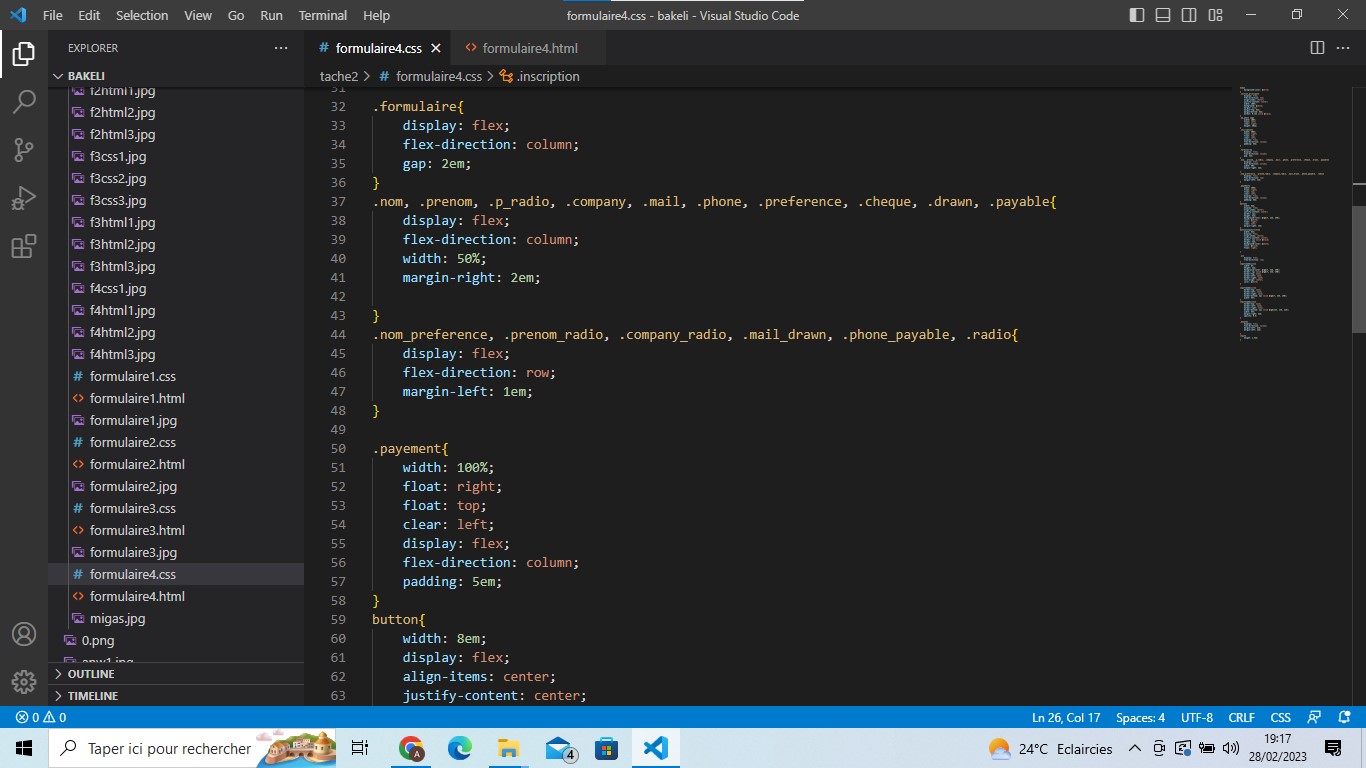 File Edit Selection View Go Run Terminal Help formulaire4.css - bakeli - Visual Studio Code
EXPLORER
BAKELI
f2html1.jpg
f2html2.jpg
f2html3.jpg
f3css1.jpg
f3css2.jpg
f3css3.jpg
f3html1.jpg
f3html2.jpg
f3html3.jpg
f4css1.jpg
f4html1.jpg
f4html2.jpg
f4html3.jpg
# formulaire1.css
<> formulaire1.html
formulaire1.jpg
# formulaire2.css
<> formulaire2.html
formulaire2.jpg
# formulaire3.css
<> formulaire3.html
formulaire3.jpg
# formulaire4.css
<> formulaire4.html
migas.jpg
0.png
OUTLINE
TIMELINE
# formulaire4.css <> formulaire4.html
tache2 > # formulaire4.css > .inscription
31
32 .formulaire{
33 display: flex;
34 flex-direction: column;
35 gap: 2em;
36 }
37 .nom, .prenom, .p_radio, .company, .mail, .phone, .preference, .cheque, .drawn, .payable{
38 display: flex;
39 flex-direction: column;
40 width: 50%;
41 margin-right: 2em;
42
43 }
44 .nom_preference, .prenom_radio, .company_radio, .mail_drawn, .phone_payable, .radio{
45 display: flex;
46 flex-direction: row;
47 margin-left: 1em;
48 }
49
50 .payement{
51 width: 100%;
52 float: right;
53 float: top;
54 clear: left;
55 display: flex;
56 flex-direction: column;
57 padding: 5em;
58 }
59 button{
60 width: 8em;
61 display: flex;
62 align-items: center;
63 justify-content: center;
0 0 Ln 26, Col 17 Spaces: 4 UTF-8 CRLF CSS
Taper ici pour rechercher A 4 24°C Eclaircies 19:17
28/02/2023